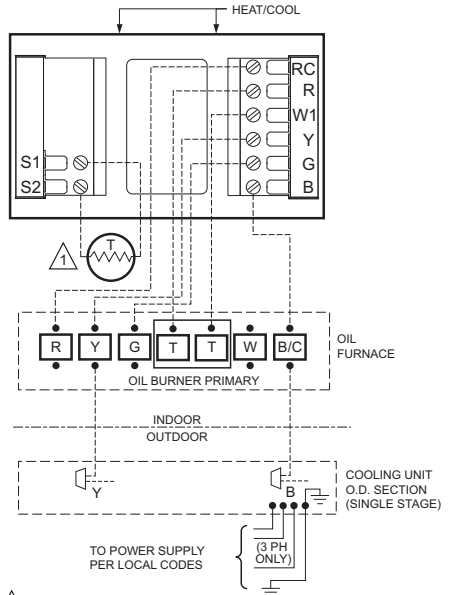 HEAT/COOL
RC
R
W1
Y
G
B
S1
S2
T
1
R Y G T T W B/C
OIL
FURNACE
OIL BURNER PRIMARY
INDOOR
OUTDOOR
Y
B
COOLING UNIT
O.D. SECTION
(SINGLE STAGE)
TO POWER SUPPLY
PER LOCAL CODES
(3 PH
ONLY)